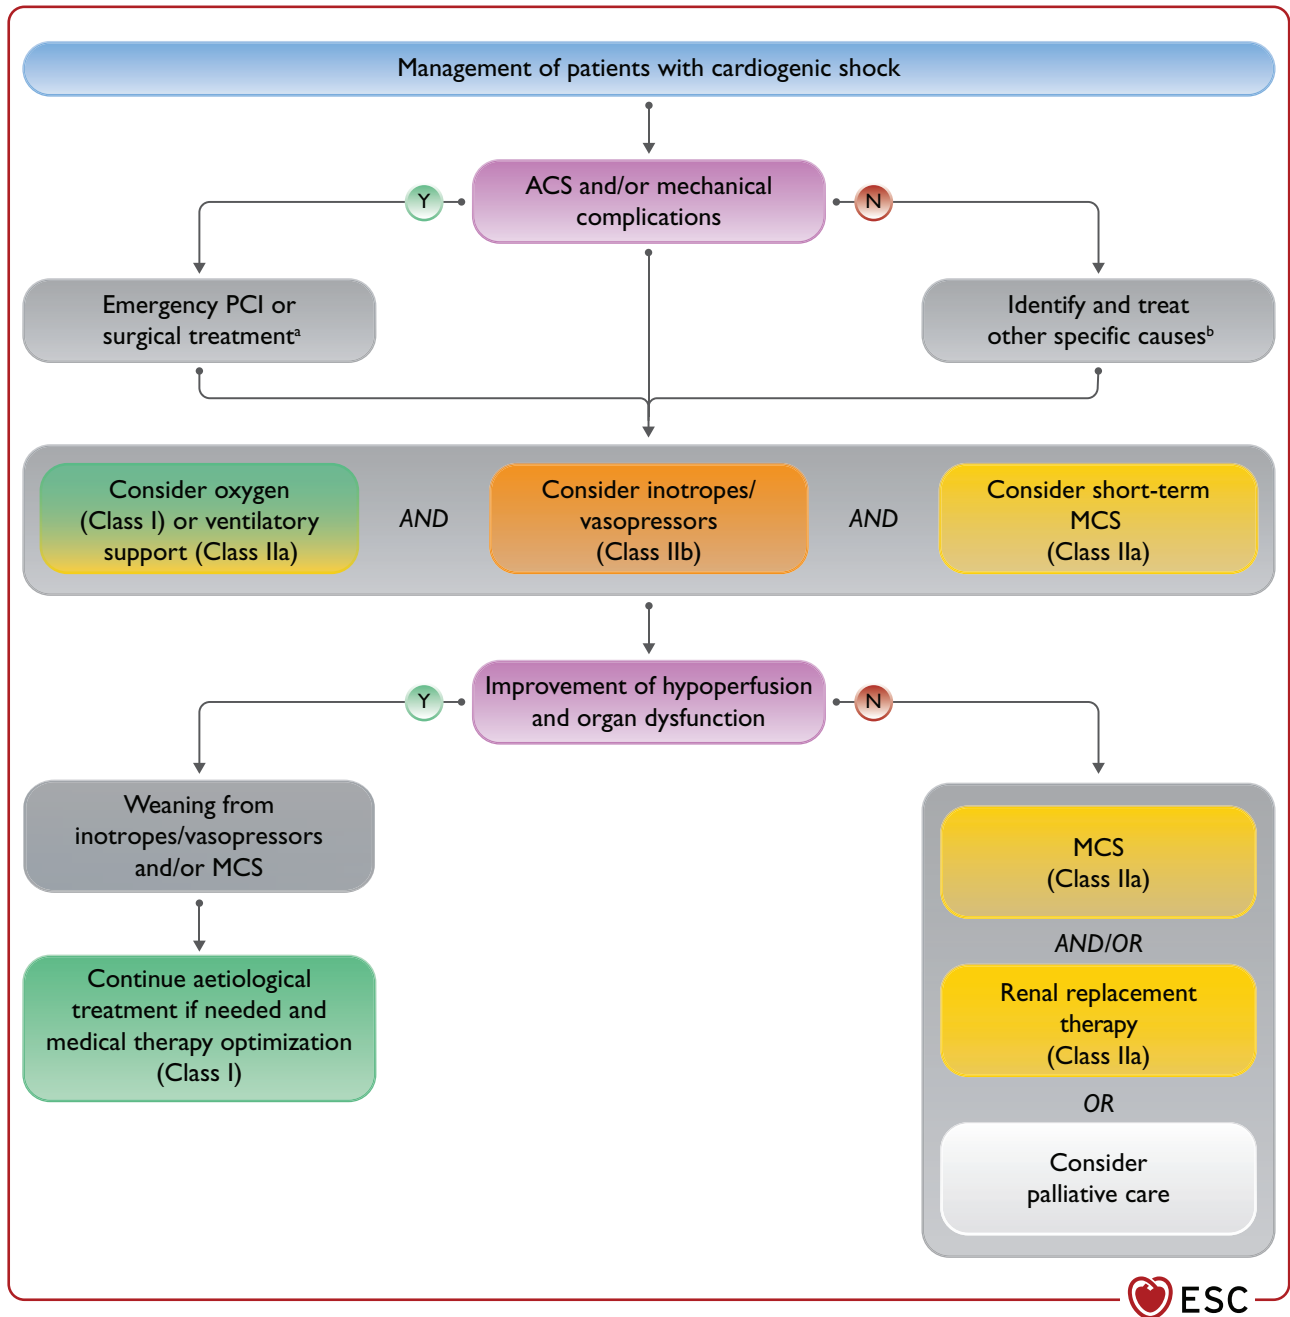 Management of patients with cardiogenic shock
ACS and/or mechanical
complications
Y
N
Emergency PCI or
surgical treatmentᵃ
Identify and treat
other specific causesᵇ
Consider oxygen
(Class I) or ventilatory
support (Class IIa)
AND
Consider inotropes/
vasopressors
(Class IIb)
AND
Consider short-term
MCS
(Class IIa)
Improvement of hypoperfusion
and organ dysfunction
Y
N
Weaning from
inotropes/vasopressors
and/or MCS
Continue aetiological
treatment if needed and
medical therapy optimization
(Class I)
MCS
(Class IIa)
AND/OR
Renal replacement
therapy
(Class IIa)
OR
Consider
palliative care
ESC